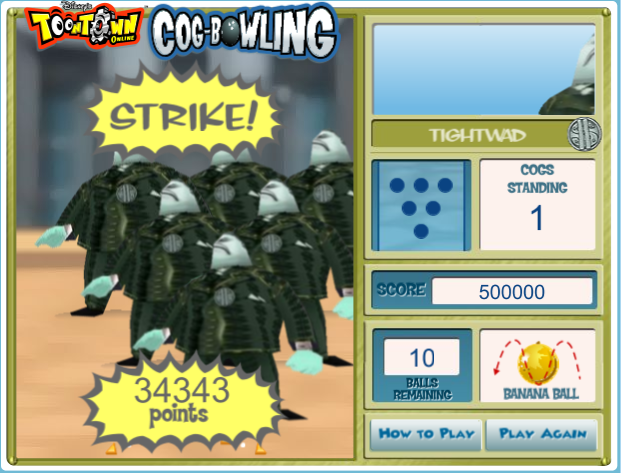 Disney's
TOONTOWN
ONLINE
COG-BOWLING
STRIKE!
TIGHTWAD
COGS
STANDING
1
SCORE
500000
10
BALLS
REMAINING
BANANA BALL
34343
points
HOW TO PLAY
PLAY AGAIN